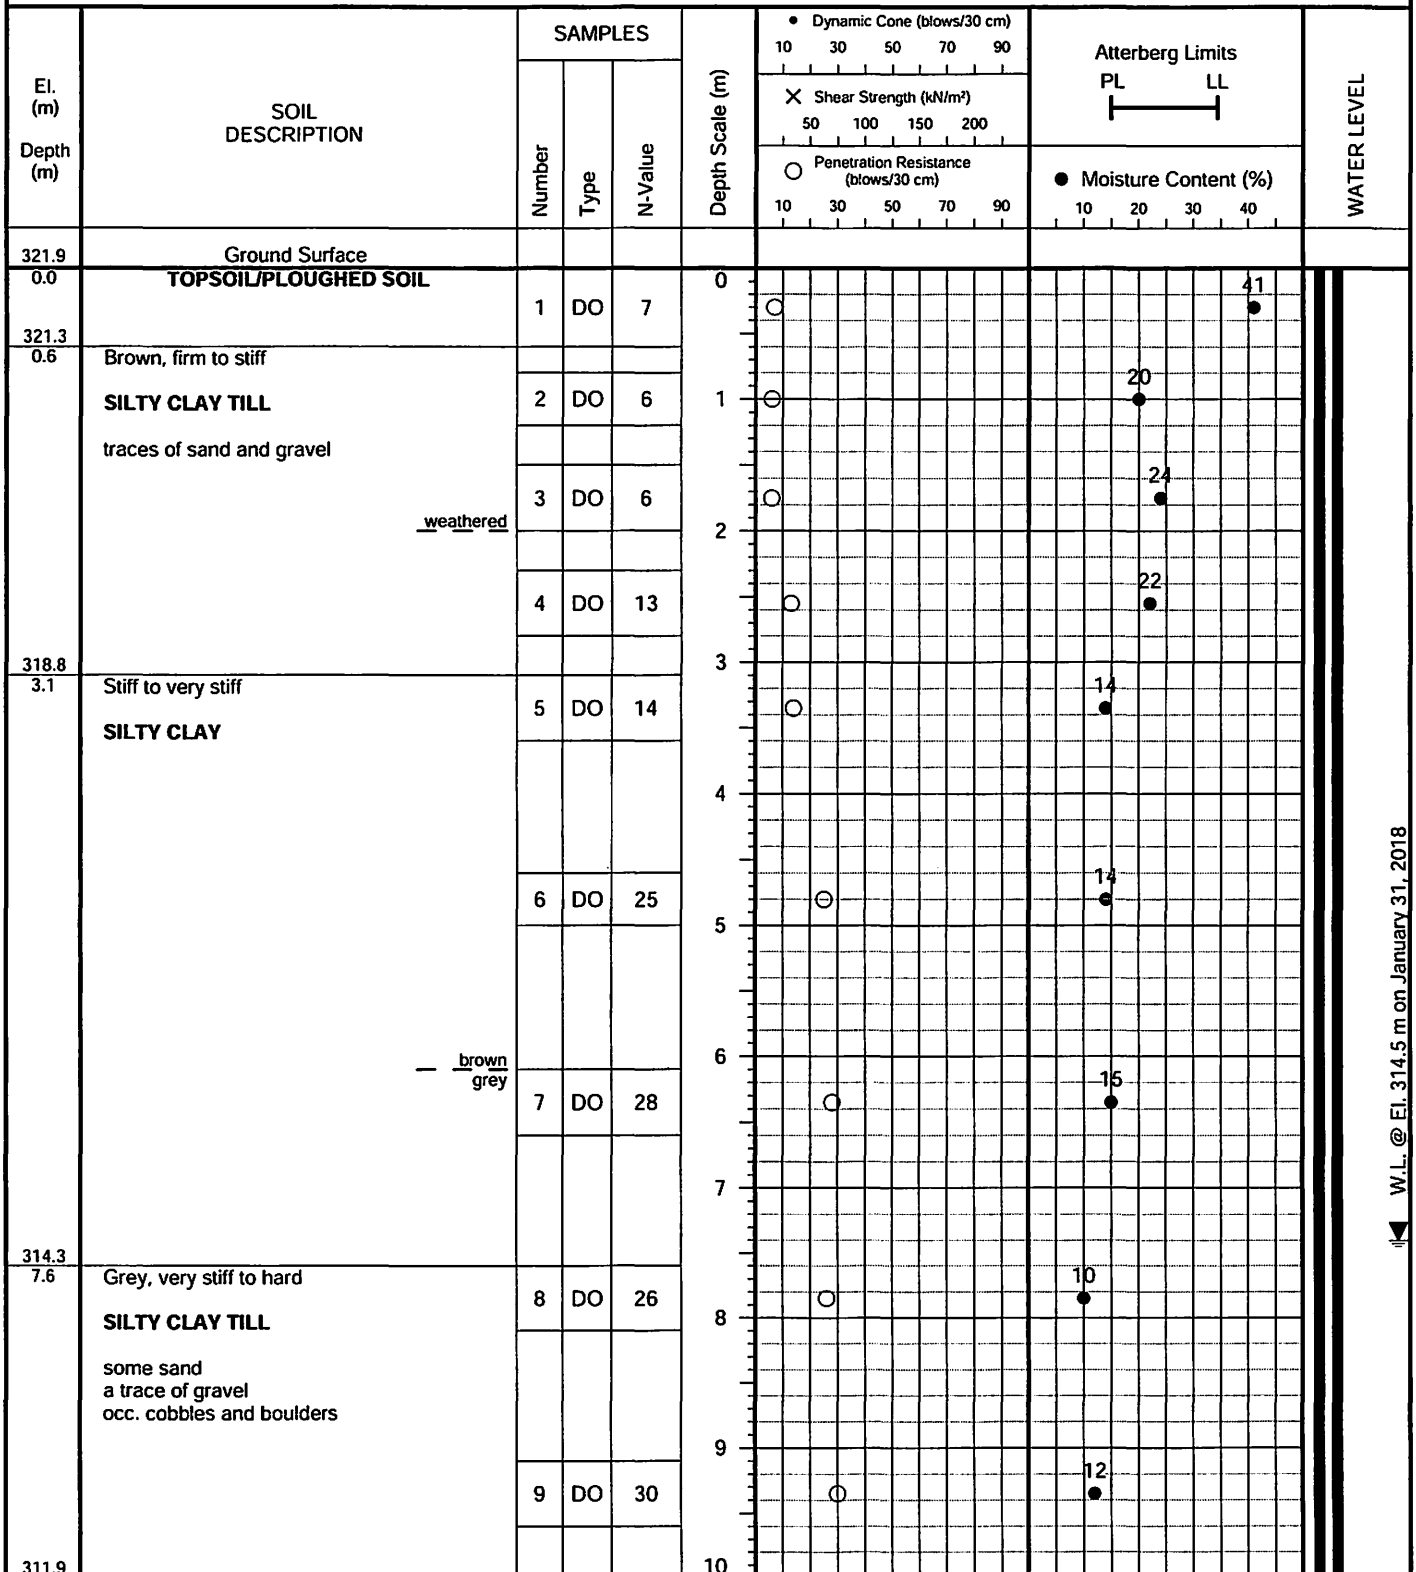 El.
(m)
Depth
(m)
SOIL
DESCRIPTION
SAMPLES
Number
Type
N-Value
Depth Scale (m)
• Dynamic Cone (blows/30 cm)
10 30 50 70 90
X Shear Strength (kN/m²)
50 100 150 200
O Penetration Resistance
(blows/30 cm)
10 30 50 70 90
Atterberg Limits
PL LL
● Moisture Content (%)
10 20 30 40
WATER LEVEL
321.9 Ground Surface
0.0 TOPSOIL/PLOUGHED SOIL 0
41
1 DO 7
321.3
0.6 Brown, firm to stiff
20
SILTY CLAY TILL 2 DO 6 1
traces of sand and gravel
24
3 DO 6
weathered
2
22
4 DO 13
318.8 3
3.1 Stiff to very stiff 14
5 DO 14
SILTY CLAY
4
14
6 DO 25
5
brown 6
grey
15
7 DO 28
7
W.L. @ El. 314.5 m on January 31, 2018
314.3
7.6 Grey, very stiff to hard 10
8 DO 26
SILTY CLAY TILL 8
some sand
a trace of gravel
occ. cobbles and boulders
9
12
9 DO 30
311.9 10